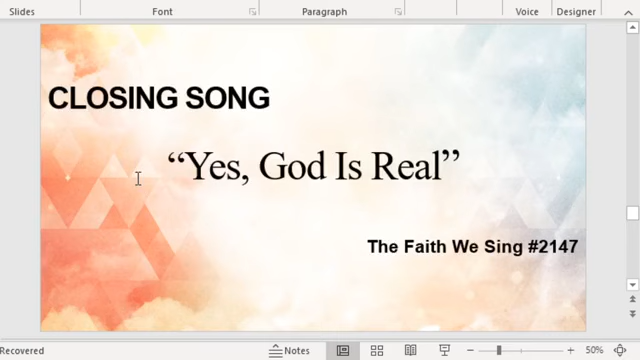 Slides Font Paragraph Voice Designer
CLOSING SONG
“Yes, God Is Real”
The Faith We Sing #2147
Recovered Notes 50%